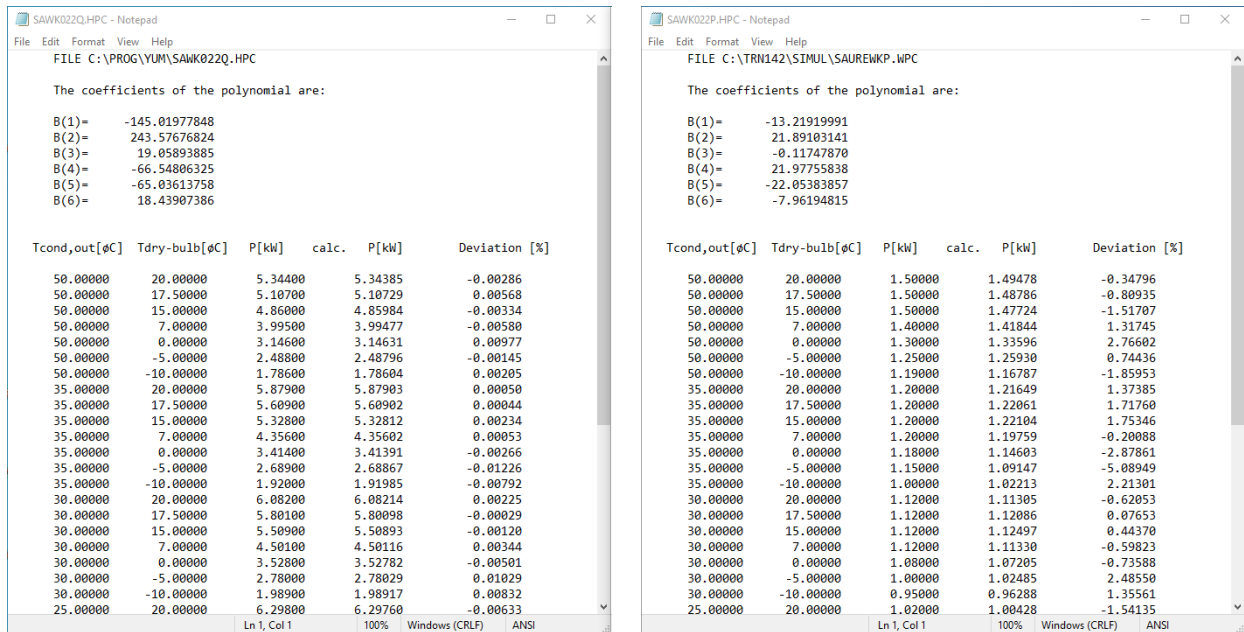 SAWK022Q.HPC - Notepad
File Edit Format View Help
FILE C:\PROG\YUM\SAWK022Q.HPC
The coefficients of the polynomial are:
B(1)= -145.01977848
B(2)= 243.57676824
B(3)= 19.05893885
B(4)= -66.54806325
B(5)= -65.03613758
B(6)= 18.43907386
Tcond,out[øC] Tdry-bulb[øC] P[kW] calc. P[kW] Deviation [%]
50.00000 20.00000 5.34400 5.34385 -0.00286
50.00000 17.50000 5.10700 5.10729 0.00568
50.00000 15.00000 4.86000 4.85984 -0.00334
50.00000 7.00000 3.99500 3.99477 -0.00580
50.00000 0.00000 3.14600 3.14631 0.00977
50.00000 -5.00000 2.48800 2.48796 -0.00145
50.00000 -10.00000 1.78600 1.78604 0.00205
35.00000 20.00000 5.87900 5.87903 0.00050
35.00000 17.50000 5.60900 5.60902 0.00044
35.00000 15.00000 5.32800 5.32812 0.00234
35.00000 7.00000 4.35600 4.35602 0.00053
35.00000 0.00000 3.41400 3.41391 -0.00266
35.00000 -5.00000 2.68900 2.68867 -0.01226
35.00000 -10.00000 1.92000 1.91985 -0.00792
30.00000 20.00000 6.08200 6.08214 0.00225
30.00000 17.50000 5.80100 5.80098 -0.00029
30.00000 15.00000 5.50900 5.50893 -0.00120
30.00000 7.00000 4.50100 4.50116 0.00344
30.00000 0.00000 3.52800 3.52782 -0.00501
30.00000 -5.00000 2.78000 2.78029 0.01029
30.00000 -10.00000 1.98900 1.98917 0.00832
25.00000 20.00000 6.29800 6.29760 -0.00633
Ln 1, Col 1 100% Windows (CRLF) ANSI
SAWK022P.HPC - Notepad
File Edit Format View Help
FILE C:\TRN142\SIMUL\SAUREWKP.WPC
The coefficients of the polynomial are:
B(1)= -13.21919991
B(2)= 21.89103141
B(3)= -0.11747870
B(4)= 21.97755838
B(5)= -22.05383857
B(6)= -7.96194815
Tcond,out[øC] Tdry-bulb[øC] P[kW] calc. P[kW] Deviation [%]
50.00000 20.00000 1.50000 1.49478 -0.34796
50.00000 17.50000 1.50000 1.48786 -0.80935
50.00000 15.00000 1.50000 1.47724 -1.51707
50.00000 7.00000 1.40000 1.41844 1.31745
50.00000 0.00000 1.30000 1.33596 2.76602
50.00000 -5.00000 1.25000 1.25930 0.74436
50.00000 -10.00000 1.19000 1.16787 -1.85953
35.00000 20.00000 1.20000 1.21649 1.37385
35.00000 17.50000 1.20000 1.22061 1.71760
35.00000 15.00000 1.20000 1.22104 1.75346
35.00000 7.00000 1.20000 1.19759 -0.20088
35.00000 0.00000 1.18000 1.14603 -2.87861
35.00000 -5.00000 1.15000 1.09147 -5.08949
35.00000 -10.00000 1.00000 1.02213 2.21301
30.00000 20.00000 1.12000 1.11305 -0.62053
30.00000 17.50000 1.12000 1.12086 0.07653
30.00000 15.00000 1.12000 1.12497 0.44370
30.00000 7.00000 1.12000 1.11330 -0.59823
30.00000 0.00000 1.08000 1.07205 -0.73588
30.00000 -5.00000 1.00000 1.02485 2.48550
30.00000 -10.00000 0.95000 0.96288 1.35561
25.00000 20.00000 1.02000 1.00428 -1.54135
Ln 1, Col 1 100% Windows (CRLF) ANSI